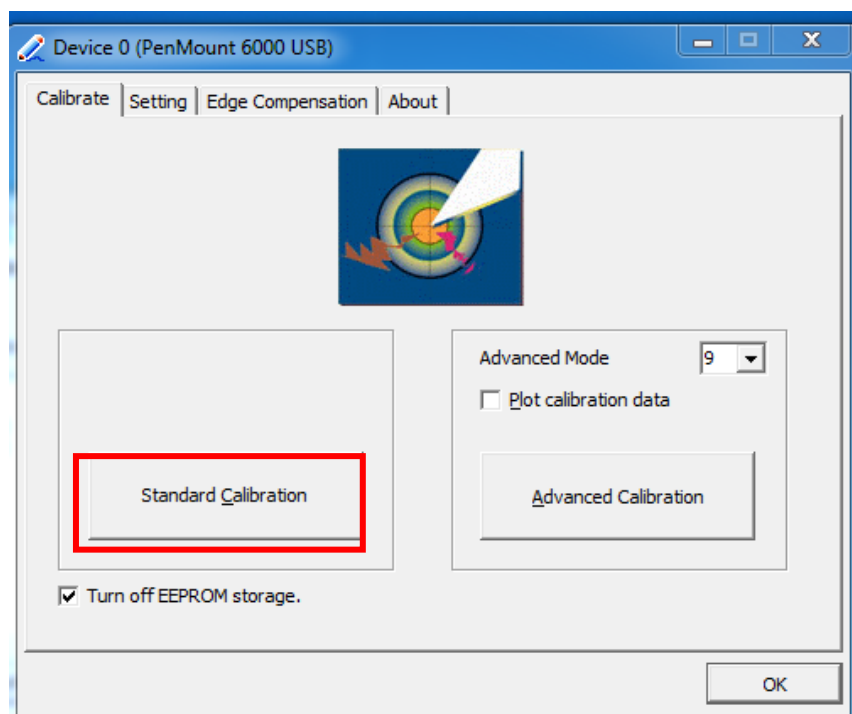 Device 0 (PenMount 6000 USB)
Calibrate Setting Edge Compensation About
Advanced Mode 9
Plot calibration data
Standard Calibration Advanced Calibration
Turn off EEPROM storage.
OK